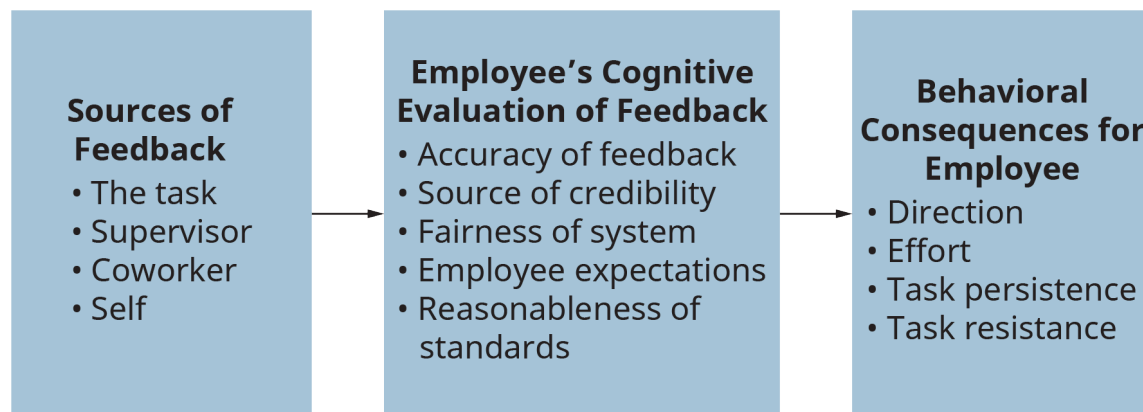 Sources of
Feedback
• The task
• Supervisor
• Coworker
• Self
Employee’s Cognitive
Evaluation of Feedback
• Accuracy of feedback
• Source of credibility
• Fairness of system
• Employee expectations
• Reasonableness of
standards
Behavioral
Consequences for
Employee
• Direction
• Effort
• Task persistence
• Task resistance